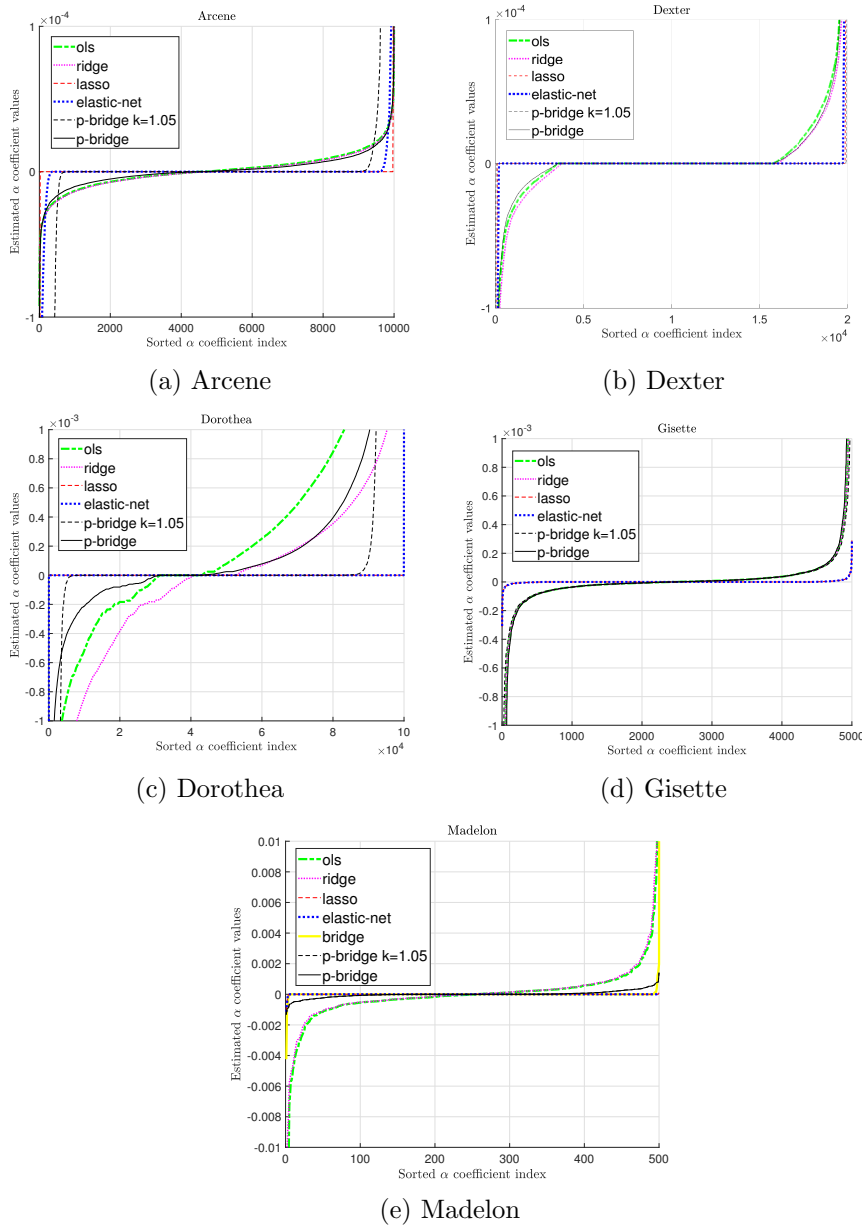 Arcene
×10⁻⁴
1
0
-1
Estimated α coefficient values
ols
ridge
lasso
elastic-net
p-bridge k=1.05
p-bridge
0 2000 4000 6000 8000 10000
Sorted α coefficient index
(a) Arcene
Dexter
×10⁻⁴
1
0
-1
Estimated α coefficient values
ols
ridge
lasso
elastic-net
p-bridge k=1.05
p-bridge
0 0.5 1 1.5 2
×10⁴
Sorted α coefficient index
(b) Dexter
Dorothea
×10⁻³
1
0.8
0.6
0.4
0.2
0
-0.2
-0.4
-0.6
-0.8
-1
Estimated α coefficient values
ols
ridge
lasso
elastic-net
p-bridge k=1.05
p-bridge
0 2 4 6 8 10
×10⁴
Sorted α coefficient index
(c) Dorothea
Gisette
×10⁻³
1
0.8
0.6
0.4
0.2
0
-0.2
-0.4
-0.6
-0.8
-1
Estimated α coefficient values
ols
ridge
lasso
elastic-net
p-bridge k=1.05
p-bridge
0 1000 2000 3000 4000 5000
Sorted α coefficient index
(d) Gisette
Madelon
0.01
0.008
0.006
0.004
0.002
0
-0.002
-0.004
-0.006
-0.008
-0.01
Estimated α coefficient values
ols
ridge
lasso
elastic-net
bridge
p-bridge k=1.05
p-bridge
0 100 200 300 400 500
Sorted α coefficient index
(e) Madelon